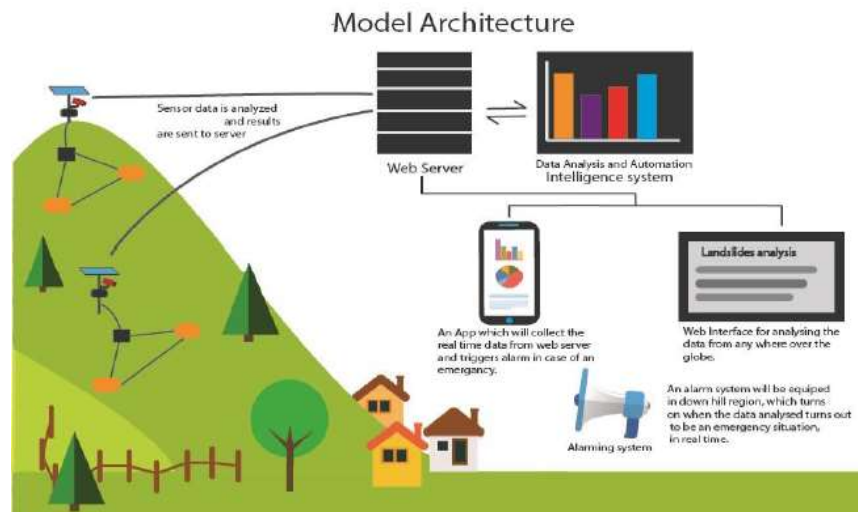 Model Architecture
Sensor data is analyzed
and results
are sent to server
Web Server
Data Analysis and Automation
Intelligence system
Landslides analysis
An App which will collect the
real time data from web server
and triggers alarm in case of an
emergancy.
Web Interface for analysing the
data from any where over the
globe.
Alarming system
An alarm system will be equiped
in down hill region, which turns
on when the data analysed turns out
to be an emergency situation,
in real time.